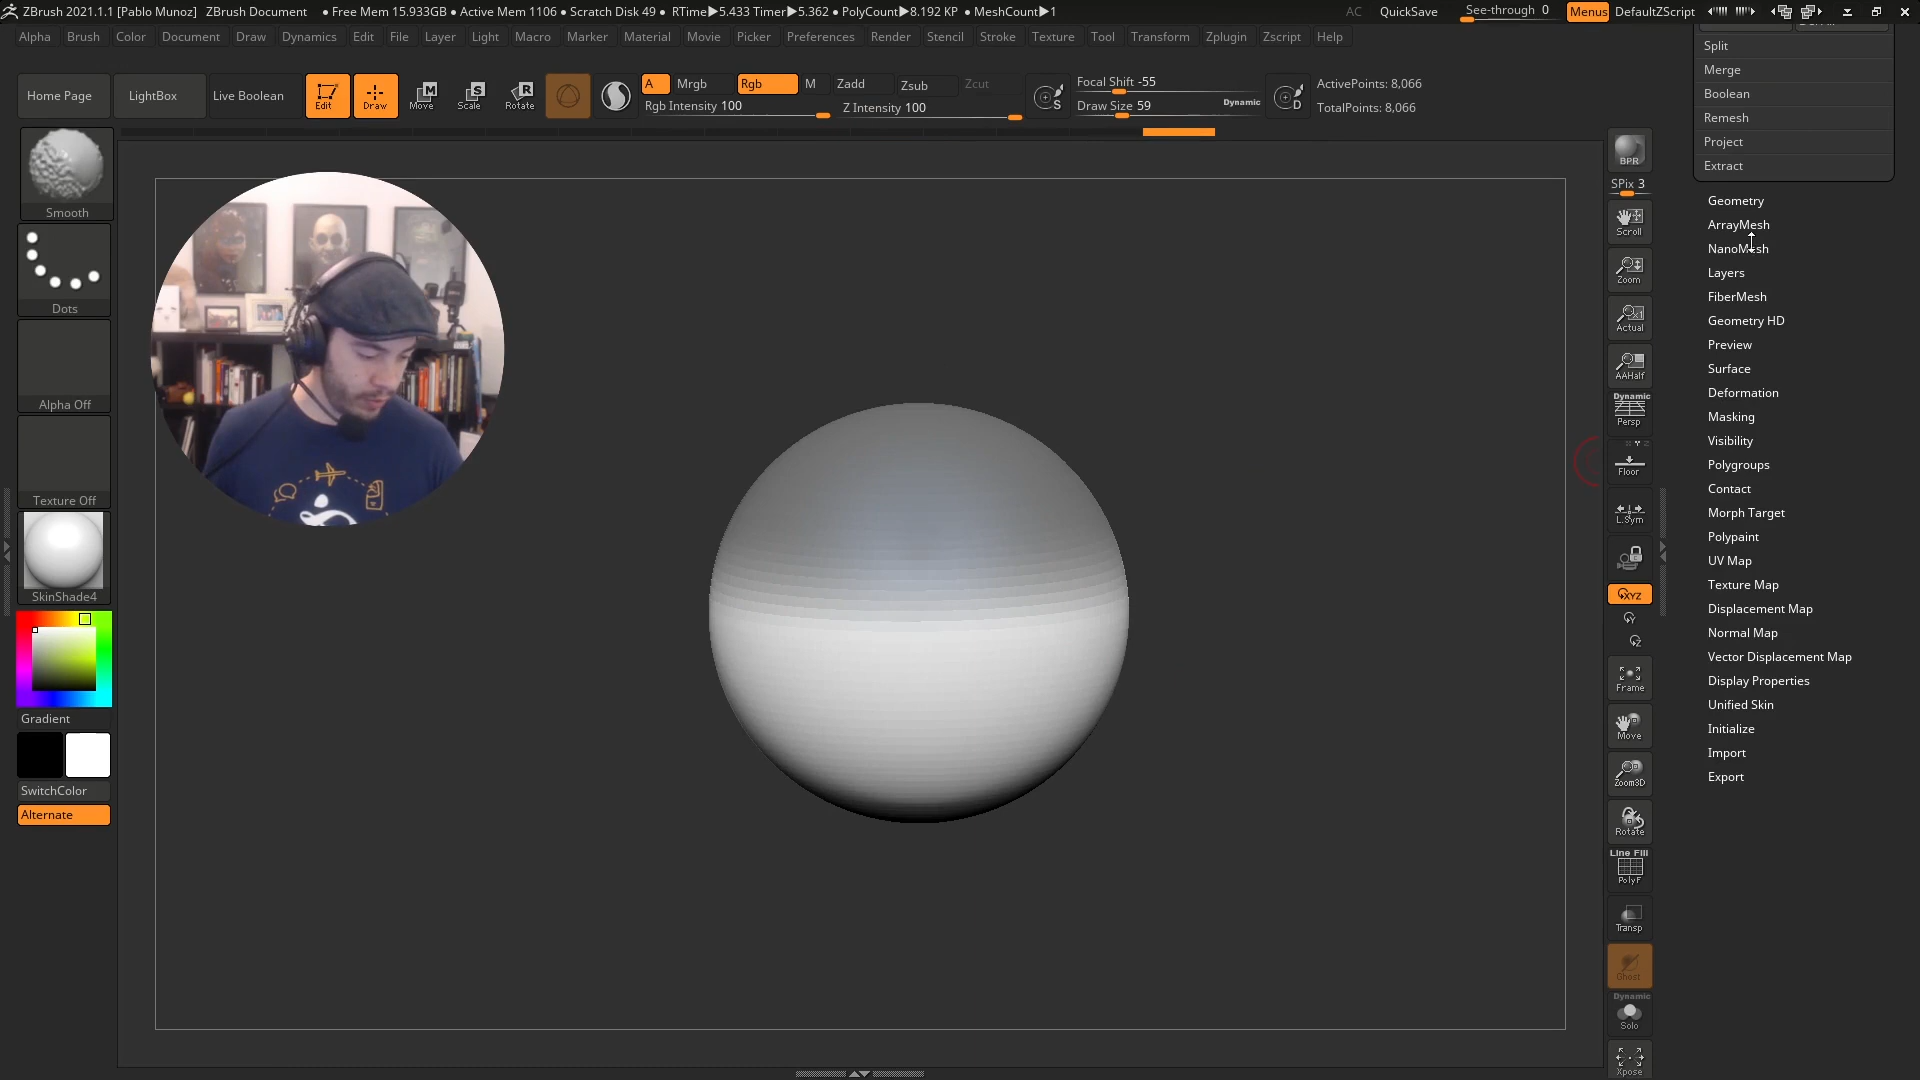 ZBrush 2021.1.1 [Pablo Munoz] ZBrush Document ● Free Mem 15.933GB ● Active Mem 1106 ● Scratch Disk 49 ● RTime▶5.433 Timer▶5.362 ● PolyCount▶8.192 KP ● MeshCount▶1 AC QuickSave See-through 0 Menus DefaultZScript
Alpha Brush Color Document Draw Dynamics Edit File Layer Light Macro Marker Material Movie Picker Preferences Render Stencil Stroke Texture Tool Transform Zplugin Zscript Help
Home Page LightBox Live Boolean Edit Draw Move Scale Rotate
M S R
A Mrgb Rgb M Zadd Zsub Zcut
Rgb Intensity 100 Z Intensity 100
S
Focal Shift -55
Draw Size 59 Dynamic
D
ActivePoints: 8,066
TotalPoints: 8,066
Smooth
Dots
Alpha Off
Texture Off
SkinShade4
Gradient
SwitchColor
Alternate
BPR
SPix 3
Scroll
Zoom
Actual
AAHalf
Dynamic
Persp
Floor
L.Sym
XYZ
Y
Z
Frame
Move
Zoom3D
Rotate
Line Fill
PolyF
Transp
Ghost
Dynamic
Solo
Xpose
Split
Merge
Boolean
Remesh
Project
Extract
Geometry
ArrayMesh
NanoMesh
Layers
FiberMesh
Geometry HD
Preview
Surface
Deformation
Masking
Visibility
Polygroups
Contact
Morph Target
Polypaint
UV Map
Texture Map
Displacement Map
Normal Map
Vector Displacement Map
Display Properties
Unified Skin
Initialize
Import
Export